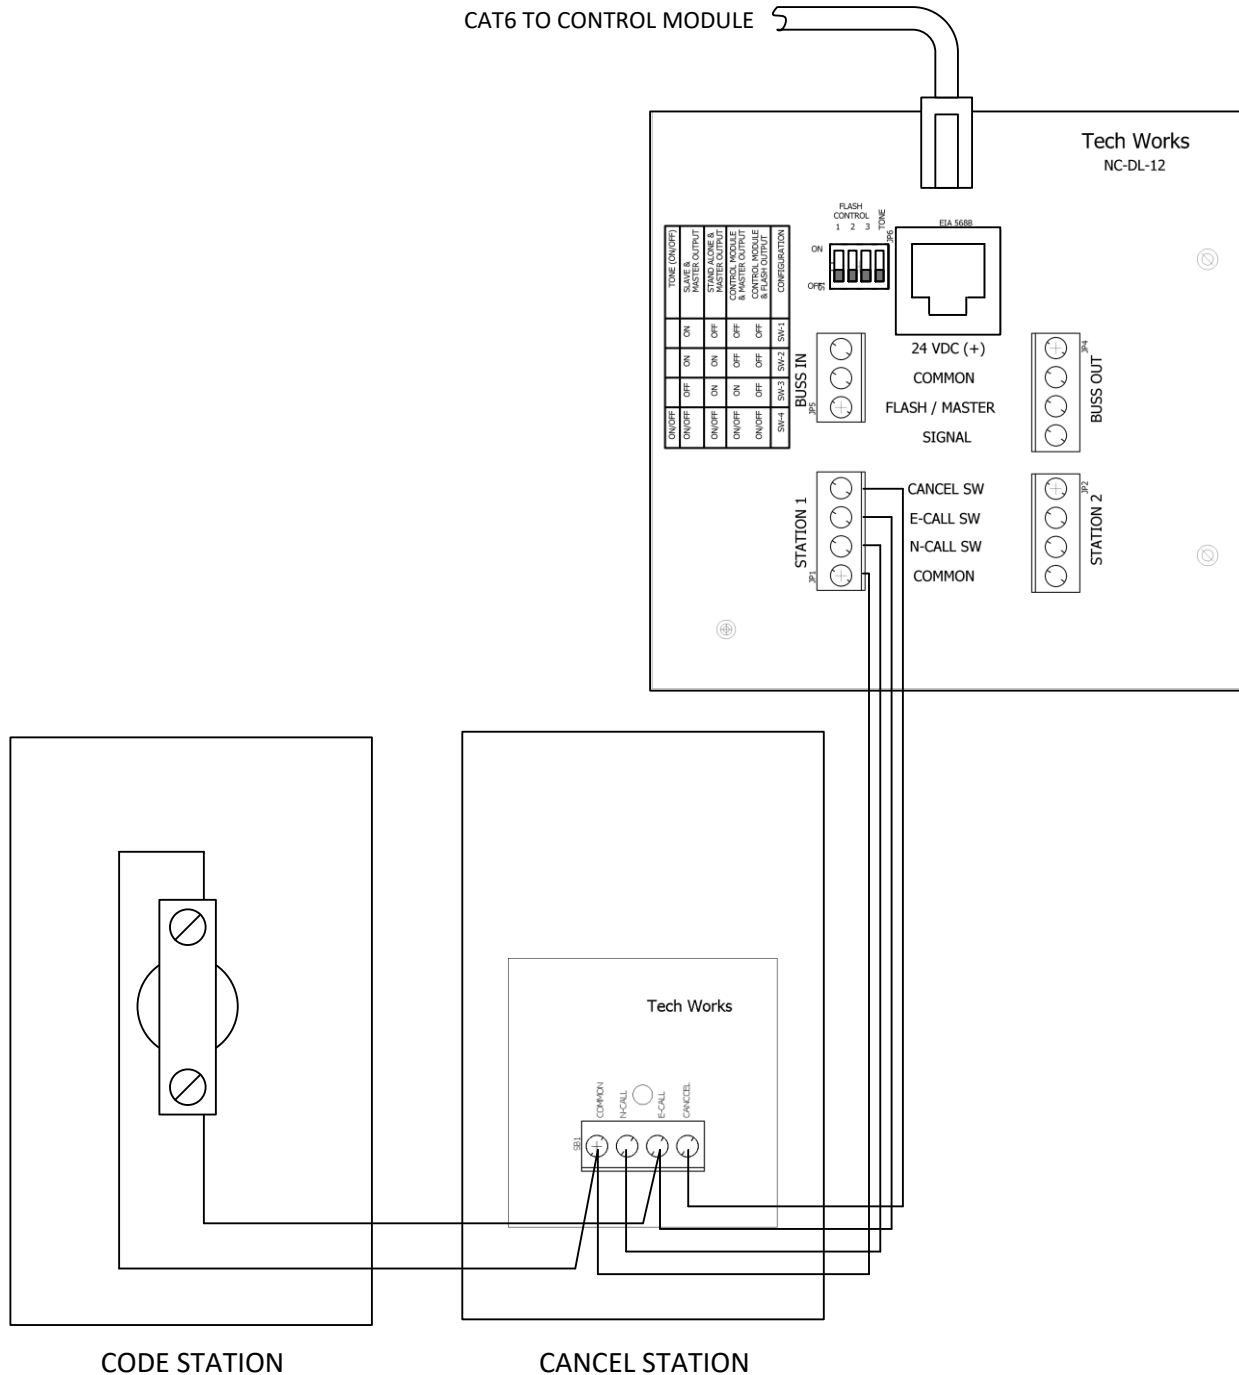 CAT6 TO CONTROL MODULE
Tech Works
NC-DL-12
FLASH
CONTROL
1 2 3 TONE
JP6
EIA 568B
ON
OFF
S1
CONFIGURATION SW-1 SW-2 SW-3 SW-4
CONTROL MODULE
& FLASH OUTPUT OFF OFF OFF ON/OFF
CONTROL MODULE
& MASTER OUTPUT OFF OFF ON ON/OFF
STAND ALONE &
MASTER OUTPUT OFF ON ON ON/OFF
SLAVE &
MASTER OUTPUT ON ON OFF ON/OFF
TONE (ON/OFF) ON/OFF
BUSS IN
JP5
24 VDC (+)
COMMON
FLASH / MASTER
SIGNAL
JP4
BUSS OUT
STATION 1
JP1
CANCEL SW
E-CALL SW
N-CALL SW
COMMON
JP2
STATION 2
Tech Works
COMMON
N-CALL
E-CALL
CANCCEL
SB1
CODE STATION
CANCEL STATION